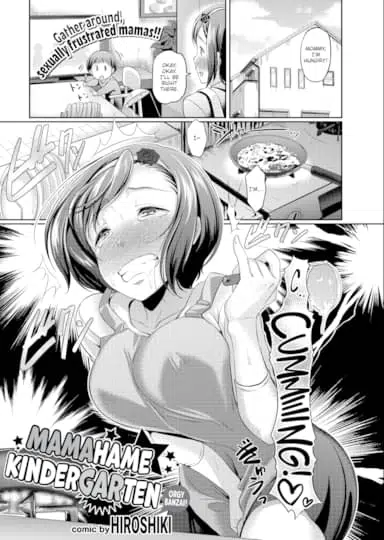 MOMMY,
I'M
HUNGRY!
Gather around,
sexually frustrated mamas!!
OKAY,
OKAY.
I'LL BE
RIGHT
THERE.
I'M...
CUMMIIIING!♡♡
MAMAHAME
KINDERGARTEN
ORGY
BANZAI!
comic by HIROSHIKI